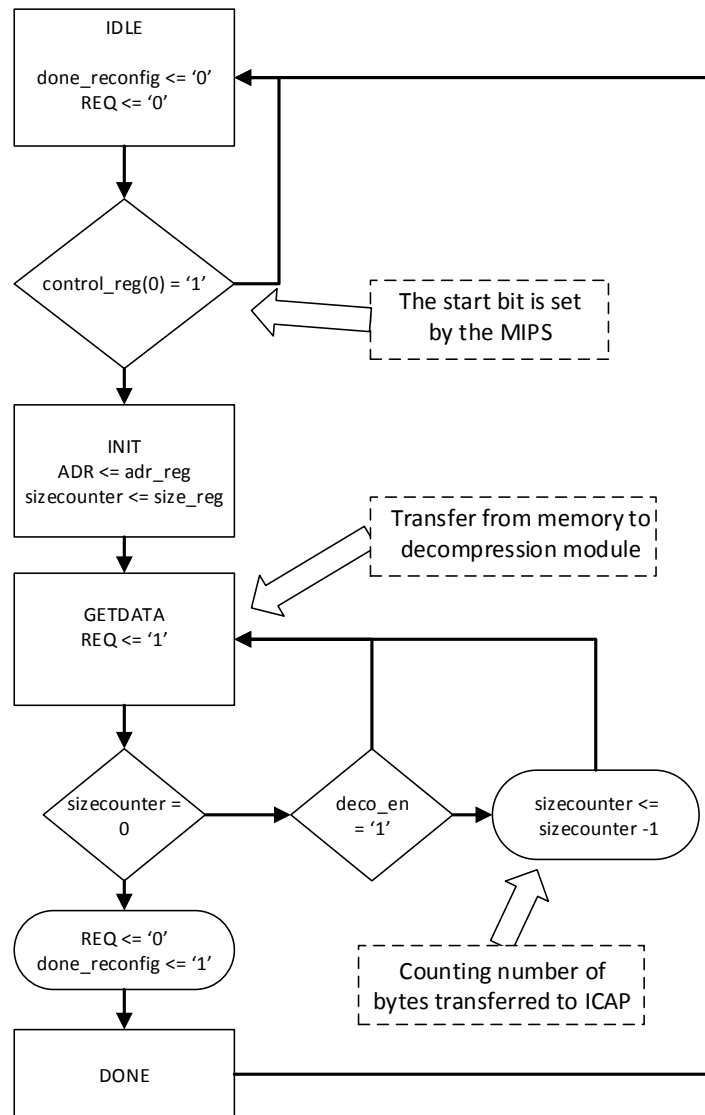 IDLE
done_reconfig <= ‘0’
REQ <= ‘0’
control_reg(0) = ‘1’
The start bit is set
by the MIPS
INIT
ADR <= adr_reg
sizecounter <= size_reg
Transfer from memory to
decompression module
GETDATA
REQ <= ‘1’
sizecounter =
0
deco_en
= ‘1’
sizecounter <=
sizecounter -1
REQ <= ‘0’
done_reconfig <= ‘1’
Counting number of
bytes transferred to ICAP
DONE